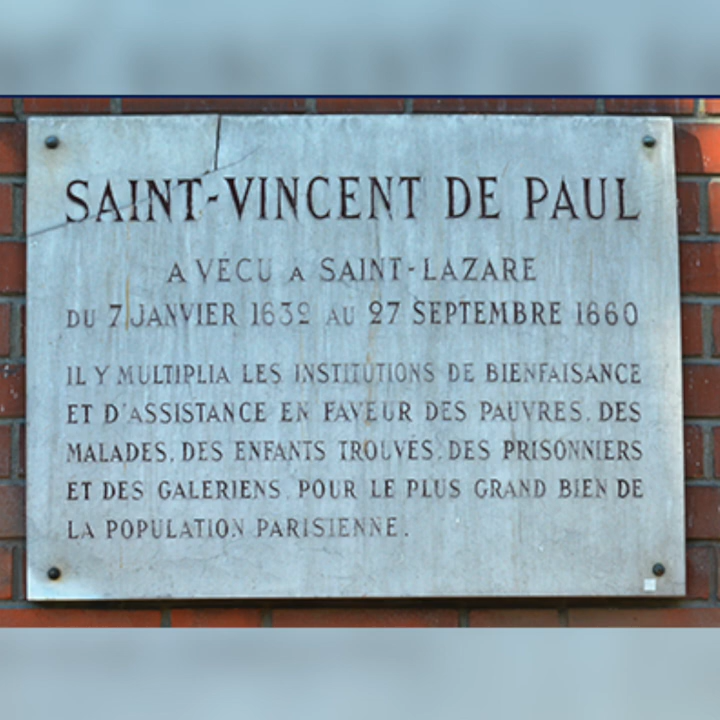 SAINT-VINCENT DE PAUL
A VÉCU A SAINT-LAZARE
DU 7 JANVIER 1632 AU 27 SEPTEMBRE 1660
IL Y MULTIPLIA LES INSTITUTIONS DE BIENFAISANCE
ET D'ASSISTANCE EN FAVEUR DES PAUVRES, DES
MALADES, DES ENFANTS TROUVÉS, DES PRISONNIERS
ET DES GALERIENS, POUR LE PLUS GRAND BIEN DE
LA POPULATION PARISIENNE.